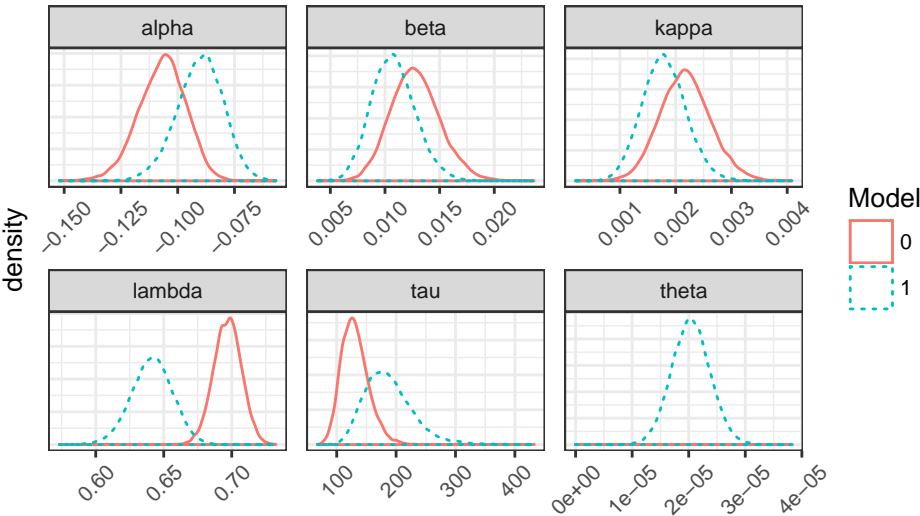 alpha beta kappa
−0.150 −0.125 −0.100 −0.075 0.005 0.010 0.015 0.020 0.001 0.002 0.003 0.004
density
Model
0
1
lambda tau theta
0.60 0.65 0.70 100 200 300 400 0e+00 1e−05 2e−05 3e−05 4e−05